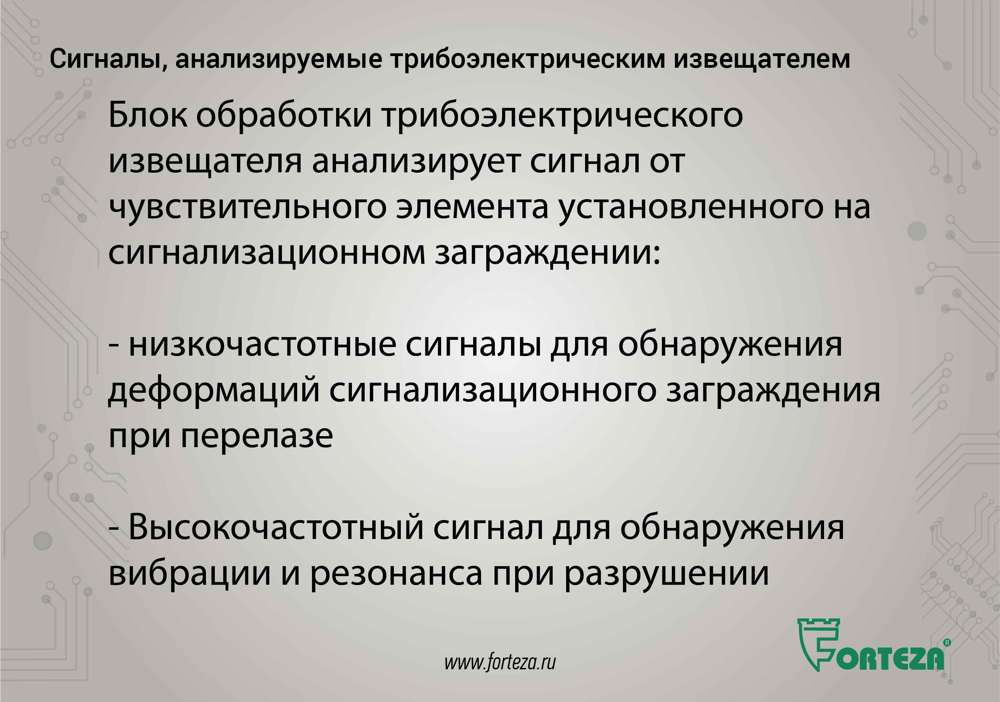 Сигналы, анализируемые трибоэлектрическим извещателем
Блок обработки трибоэлектрического
извещателя анализирует сигнал от
чувствительного элемента установленного на
сигнализационном заграждении:
- низкочастотные сигналы для обнаружения
деформаций сигнализационного заграждения
при перелазе
- Высокочастотный сигнал для обнаружения
вибрации и резонанса при разрушении
www.forteza.ru
FORTEZA®